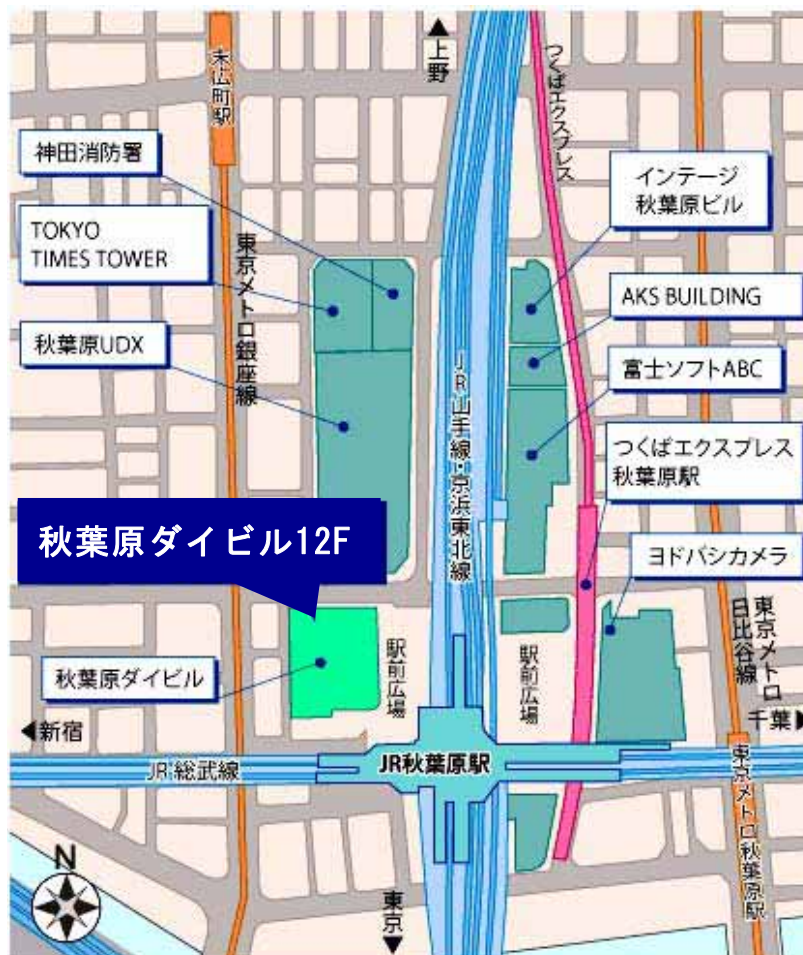 ▲上野
末広町駅
つくばエクスプレス
神田消防署
インテージ
秋葉原ビル
TOKYO
TIMES TOWER
東京メトロ銀座線
AKS BUILDING
秋葉原UDX
富士ソフトABC
JR山手線・京浜東北線
つくばエクスプレス
秋葉原駅
秋葉原ダイビル12F
ヨドバシカメラ
東京メトロ
日比谷線
駅前広場
駅前広場
秋葉原ダイビル
◀新宿
千葉▶
JR総武線
JR秋葉原駅
東京メトロ秋葉原駅
N
東京▼